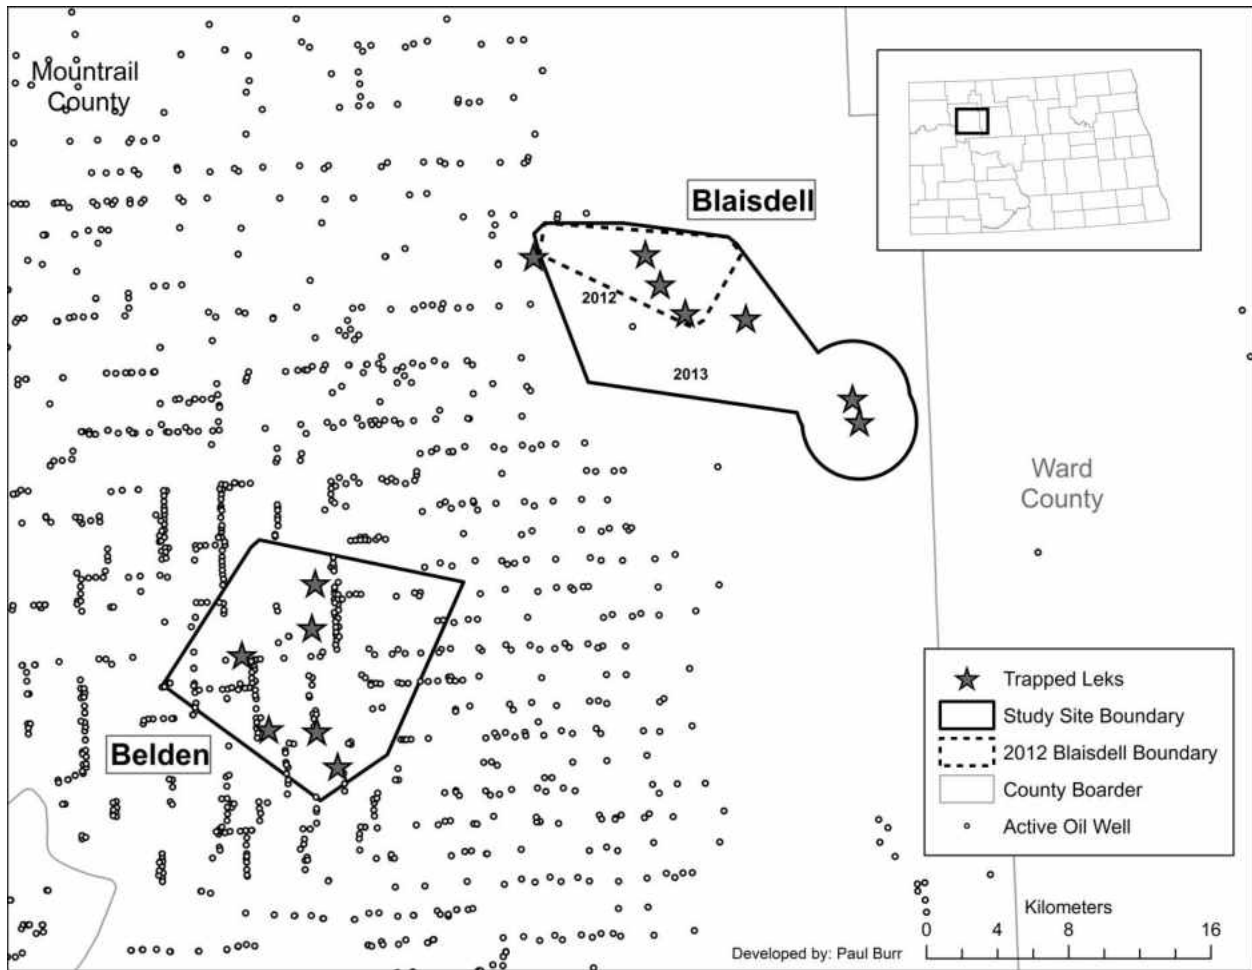 Mountrail
County
Blaisdell
2012
2013
Ward
County
Belden
Trapped Leks
Study Site Boundary
2012 Blaisdell Boundary
County Boarder
Active Oil Well
Kilometers
Developed by: Paul Burr
0 4 8 16